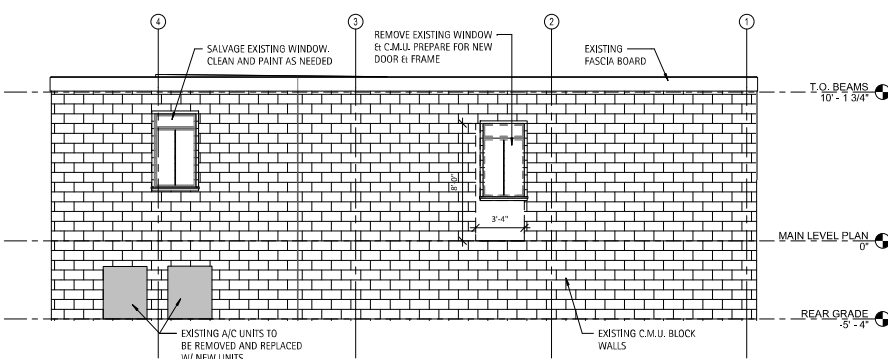 4
3
2
1
SALVAGE EXISTING WINDOW.
CLEAN AND PAINT AS NEEDED
REMOVE EXISTING WINDOW
& C.M.U. PREPARE FOR NEW
DOOR & FRAME
EXISTING
FASCIA BOARD
T.O. BEAMS
10' - 1 3/4"
8'-0"
3'-4"
MAIN LEVEL PLAN
0"
REAR GRADE
-5' - 4"
EXISTING A/C UNITS TO
BE REMOVED AND REPLACED
W/ NEW UNITS
EXISTING C.M.U. BLOCK
WALLS